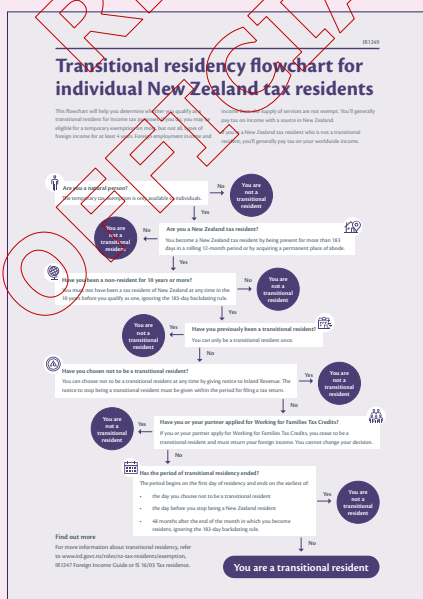 IR1249
Transitional residency flowchart for
individual New Zealand tax residents
This flowchart will help you determine whether you qualify as a
transitional resident for income tax purposes. If you do, you may be
eligible for a temporary exemption on many, but not all, types of
foreign income for at least 4 years. Foreign employment income and
income from the supply of services are not exempt. You'll generally
pay tax on income with a source in New Zealand.
If you're a New Zealand tax resident who is not a transitional
resident, you'll generally pay tax on your worldwide income.
Are you a natural person?
The temporary tax exemption is only available to individuals.
No
You are
not a
transitional
resident
Yes
Are you a New Zealand tax resident?
You become a New Zealand tax resident by being present for more than 183
days in a rolling 12-month period or by acquiring a permanent place of abode.
No
You are
not a
transitional
resident
Yes
Have you been a non-resident for 10 years or more?
You must not have been a tax resident of New Zealand at any time in the
10 years before you qualify as one, ignoring the 183-day backdating rule.
No
You are
not a
transitional
resident
Yes
Have you previously been a transitional resident?
You can only be a transitional resident once.
Yes
You are
not a
transitional
resident
No
Have you chosen not to be a transitional resident?
You can choose not to be a transitional resident at any time by giving notice to Inland Revenue. The
notice to stop being a transitional resident must be given within the period for filing a tax return.
Yes
You are
not a
transitional
resident
No
Have you or your partner applied for Working for Families Tax Credits?
If you or your partner apply for Working for Families Tax Credits, you cease to be a
transitional resident and must return your foreign income. You cannot change your decision.
Yes
You are
not a
transitional
resident
No
Has the period of transitional residency ended?
The period begins on the first day of residency and ends on the earliest of:
• the day you choose not to be a transitional resident
• the day before you stop being a New Zealand resident
• 48 months after the end of the month in which you become
resident, ignoring the 183-day backdating rule.
Yes
You are
not a
transitional
resident
No
You are a transitional resident
Find out more
For more information about transitional residency, refer
to www.ird.govt.nz/roles/nz-tax-residents/exemption,
IR1247 Foreign Income Guide or IS 16/03 Tax residence.